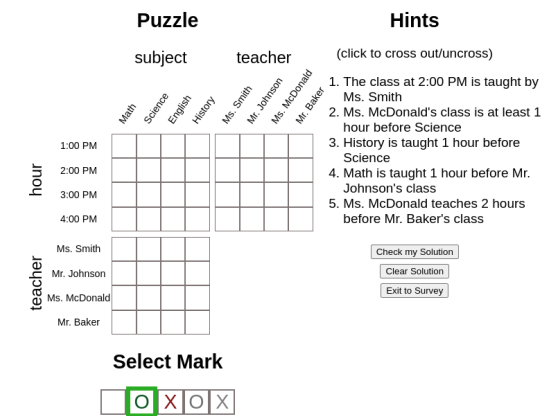 Puzzle
Hints
subject
teacher
(click to cross out/uncross)
Math
Science
English
History
Ms. Smith
Mr. Johnson
Ms. McDonald
Mr. Baker
hour
1:00 PM
2:00 PM
3:00 PM
4:00 PM
teacher
Ms. Smith
Mr. Johnson
Ms. McDonald
Mr. Baker
1. The class at 2:00 PM is taught by
Ms. Smith
2. Ms. McDonald's class is at least 1
hour before Science
3. History is taught 1 hour before
Science
4. Math is taught 1 hour before Mr.
Johnson's class
5. Ms. McDonald teaches 2 hours
before Mr. Baker's class
Check my Solution
Clear Solution
Exit to Survey
Select Mark
O X O X